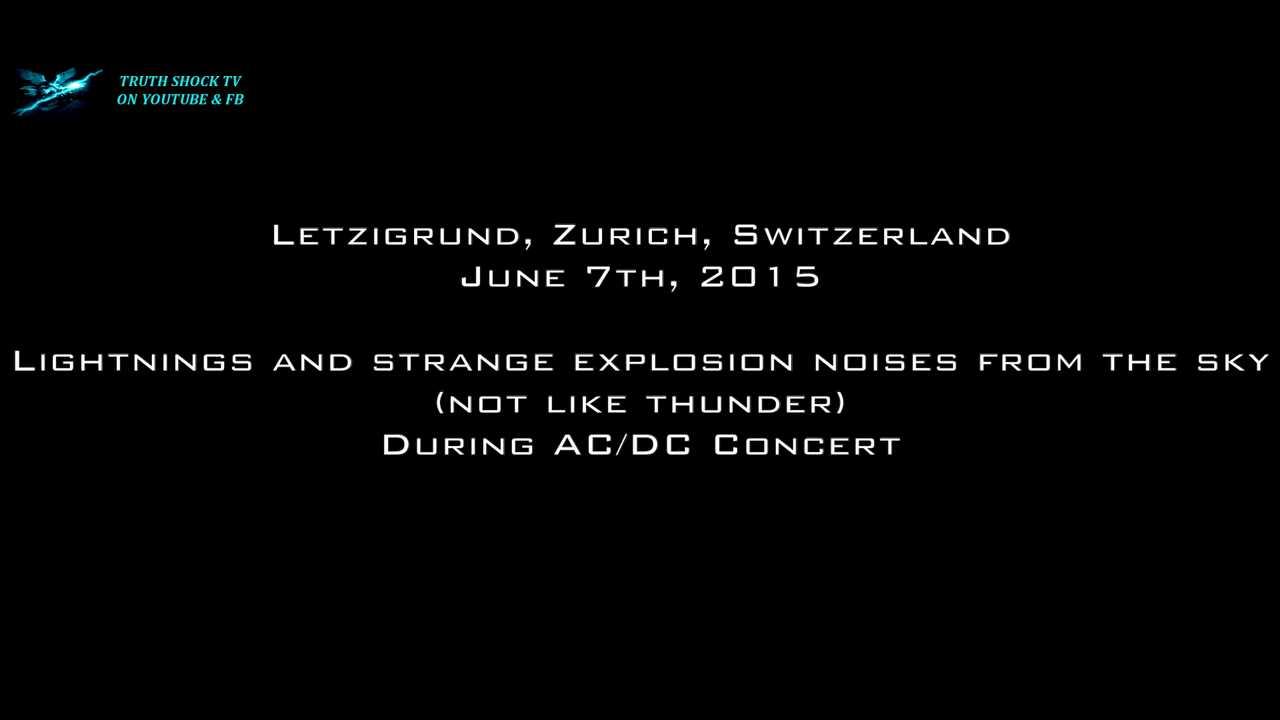 TRUTH SHOCK TV
ON YOUTUBE & FB
Letzigrund, Zurich, Switzerland
June 7th, 2015
Lightnings and strange explosion noises from the sky
(not like thunder)
During AC/DC Concert